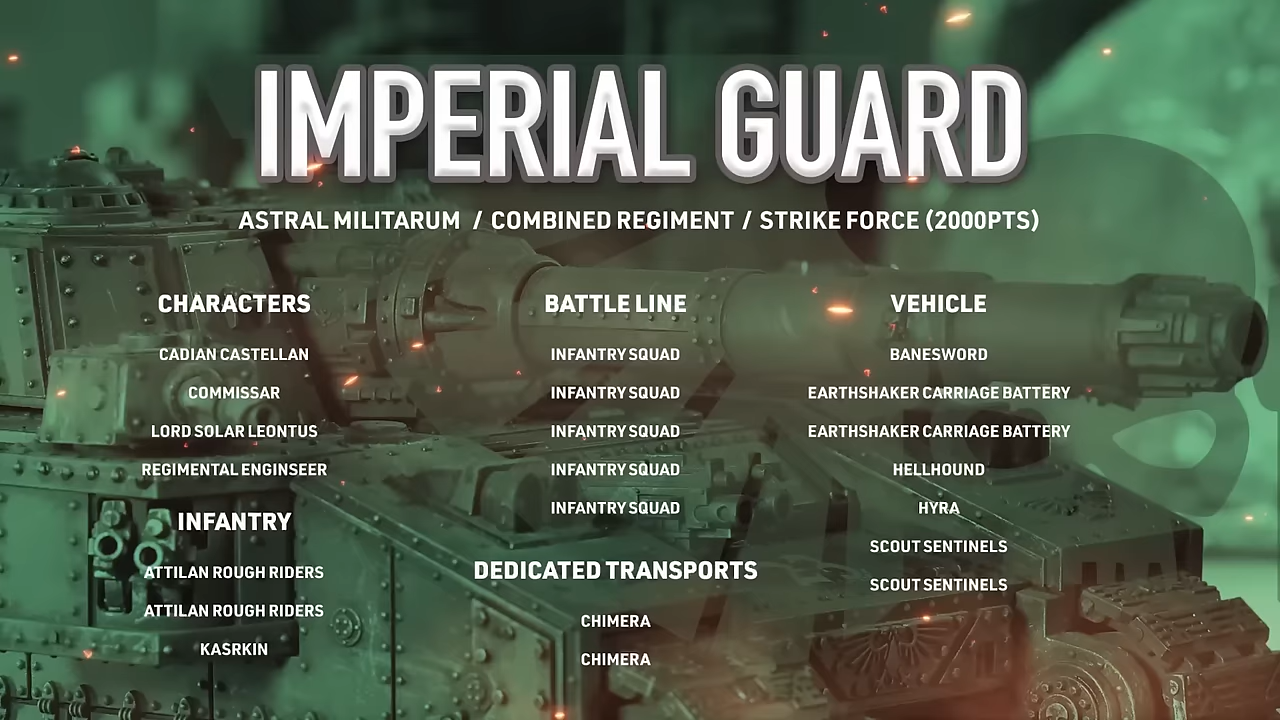 IMPERIAL GUARD
ASTRAL MILITARUM / COMBINED REGIMENT / STRIKE FORCE (2000PTS)
CHARACTERS
CADIAN CASTELLAN
COMMISSAR
LORD SOLAR LEONTUS
REGIMENTAL ENGINSEER
INFANTRY
ATTILAN ROUGH RIDERS
ATTILAN ROUGH RIDERS
KASRKIN
BATTLE LINE
INFANTRY SQUAD
INFANTRY SQUAD
INFANTRY SQUAD
INFANTRY SQUAD
INFANTRY SQUAD
DEDICATED TRANSPORTS
CHIMERA
CHIMERA
VEHICLE
BANESWORD
EARTHSHAKER CARRIAGE BATTERY
EARTHSHAKER CARRIAGE BATTERY
HELLHOUND
HYRA
SCOUT SENTINELS
SCOUT SENTINELS